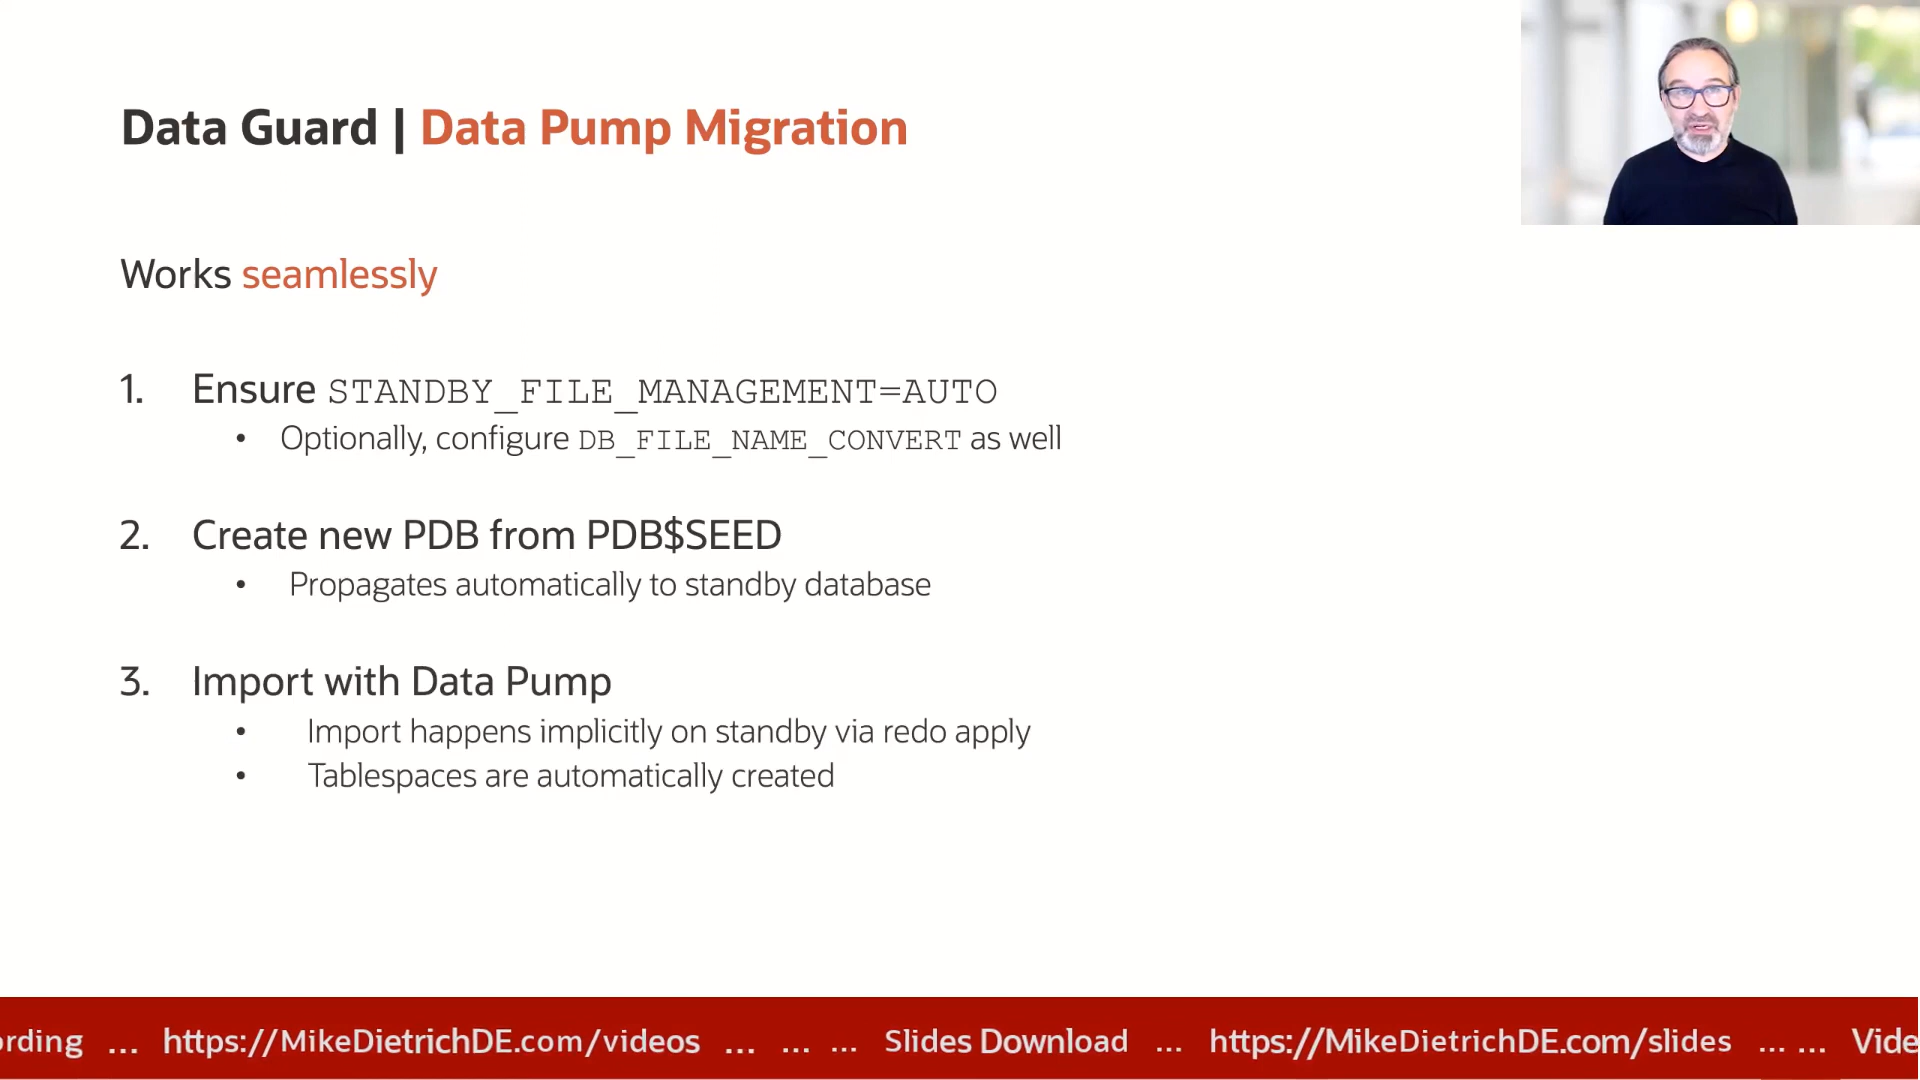 Data Guard | Data Pump Migration
Works seamlessly
1. Ensure STANDBY_FILE_MANAGEMENT=AUTO
• Optionally, configure DB_FILE_NAME_CONVERT as well
2. Create new PDB from PDB$SEED
• Propagates automatically to standby database
3. Import with Data Pump
• Import happens implicitly on standby via redo apply
• Tablespaces are automatically created
ording ... https://MikeDietrichDE.com/videos ... ... ... Slides Download ... https://MikeDietrichDE.com/slides ... ... Vide